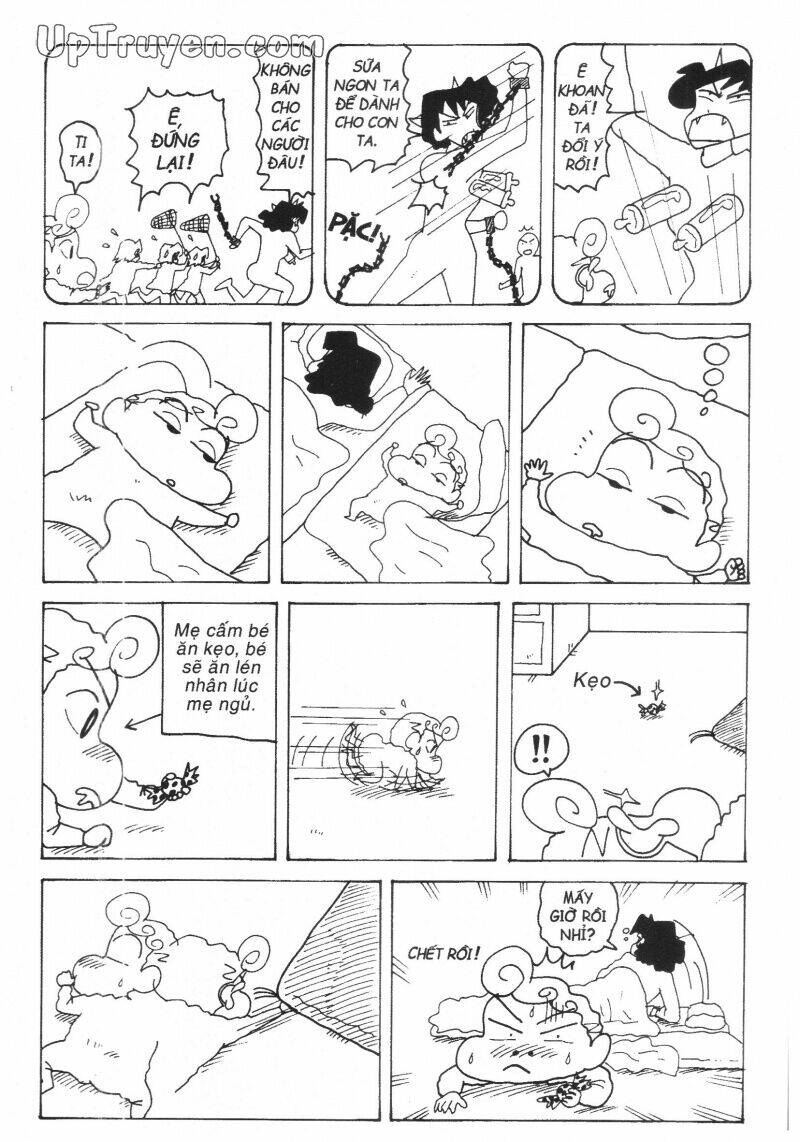 UpTruyen.com
Ê
KHOAN
ĐÃ!
TA
ĐỔI Ý
RỒI!
SỮA
NGON TA
ĐỂ DÀNH
CHO CON
TA.
PẶC!
KHÔNG
BÁN
CHO
CÁC
NGƯỜI
ĐÂU!
Ê,
ĐỨNG
LẠI!
TI
TA!
Kẹo
!!
Mẹ cấm bé
ăn kẹo, bé
sẽ ăn lén
nhân lúc
mẹ ngủ.
MẤY
GIỜ RỒI
NHỈ?
CHẾT RỒI!